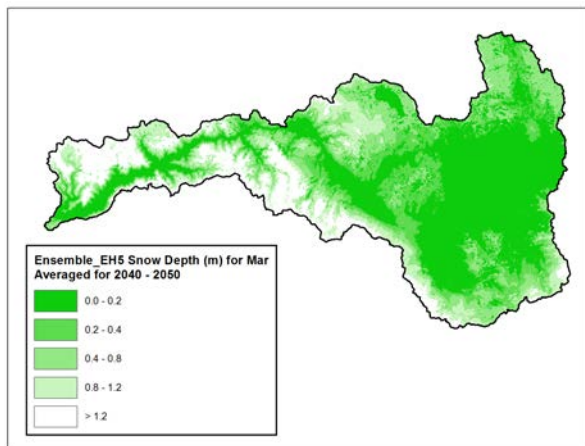 Ensemble_EH5 Snow Depth (m) for Mar
Averaged for 2040 - 2050
0.0 - 0.2
0.2 - 0.4
0.4 - 0.8
0.8 - 1.2
> 1.2